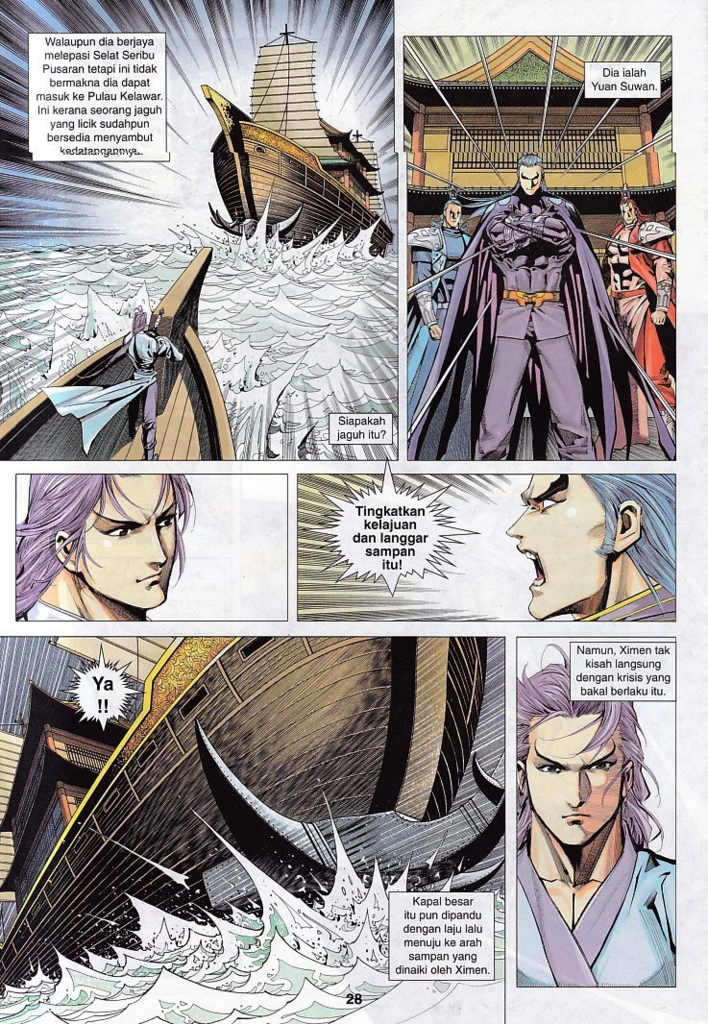 Walaupun dia berjaya
melepasi Selat Seribu
Pusaran tetapi ini tidak
bermakna dia dapat
masuk ke Pulau Kelawar.
Ini kerana seorang jaguh
yang licik sudahpun
bersedia menyambut
kedatangannya.
Siapakah
jaguh itu?
Dia ialah
Yuan Suwan.
Tingkatkan
kelajuan
dan langgar
sampan
itu!
Ya
!!
Namun, Ximen tak
kisah langsung
dengan krisis yang
bakal berlaku itu.
Kapal besar
itu pun dipandu
dengan laju lalu
menuju ke arah
sampan yang
dinaiki oleh Ximen.
28